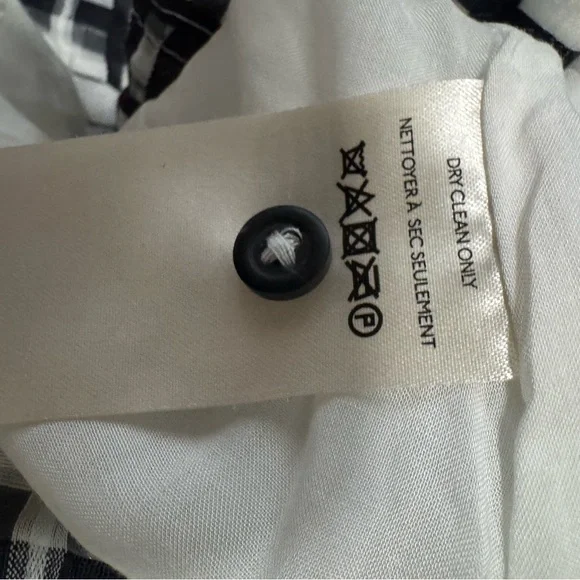 DRY CLEAN ONLY
NETTOYER À SEC SEULEMENT
P